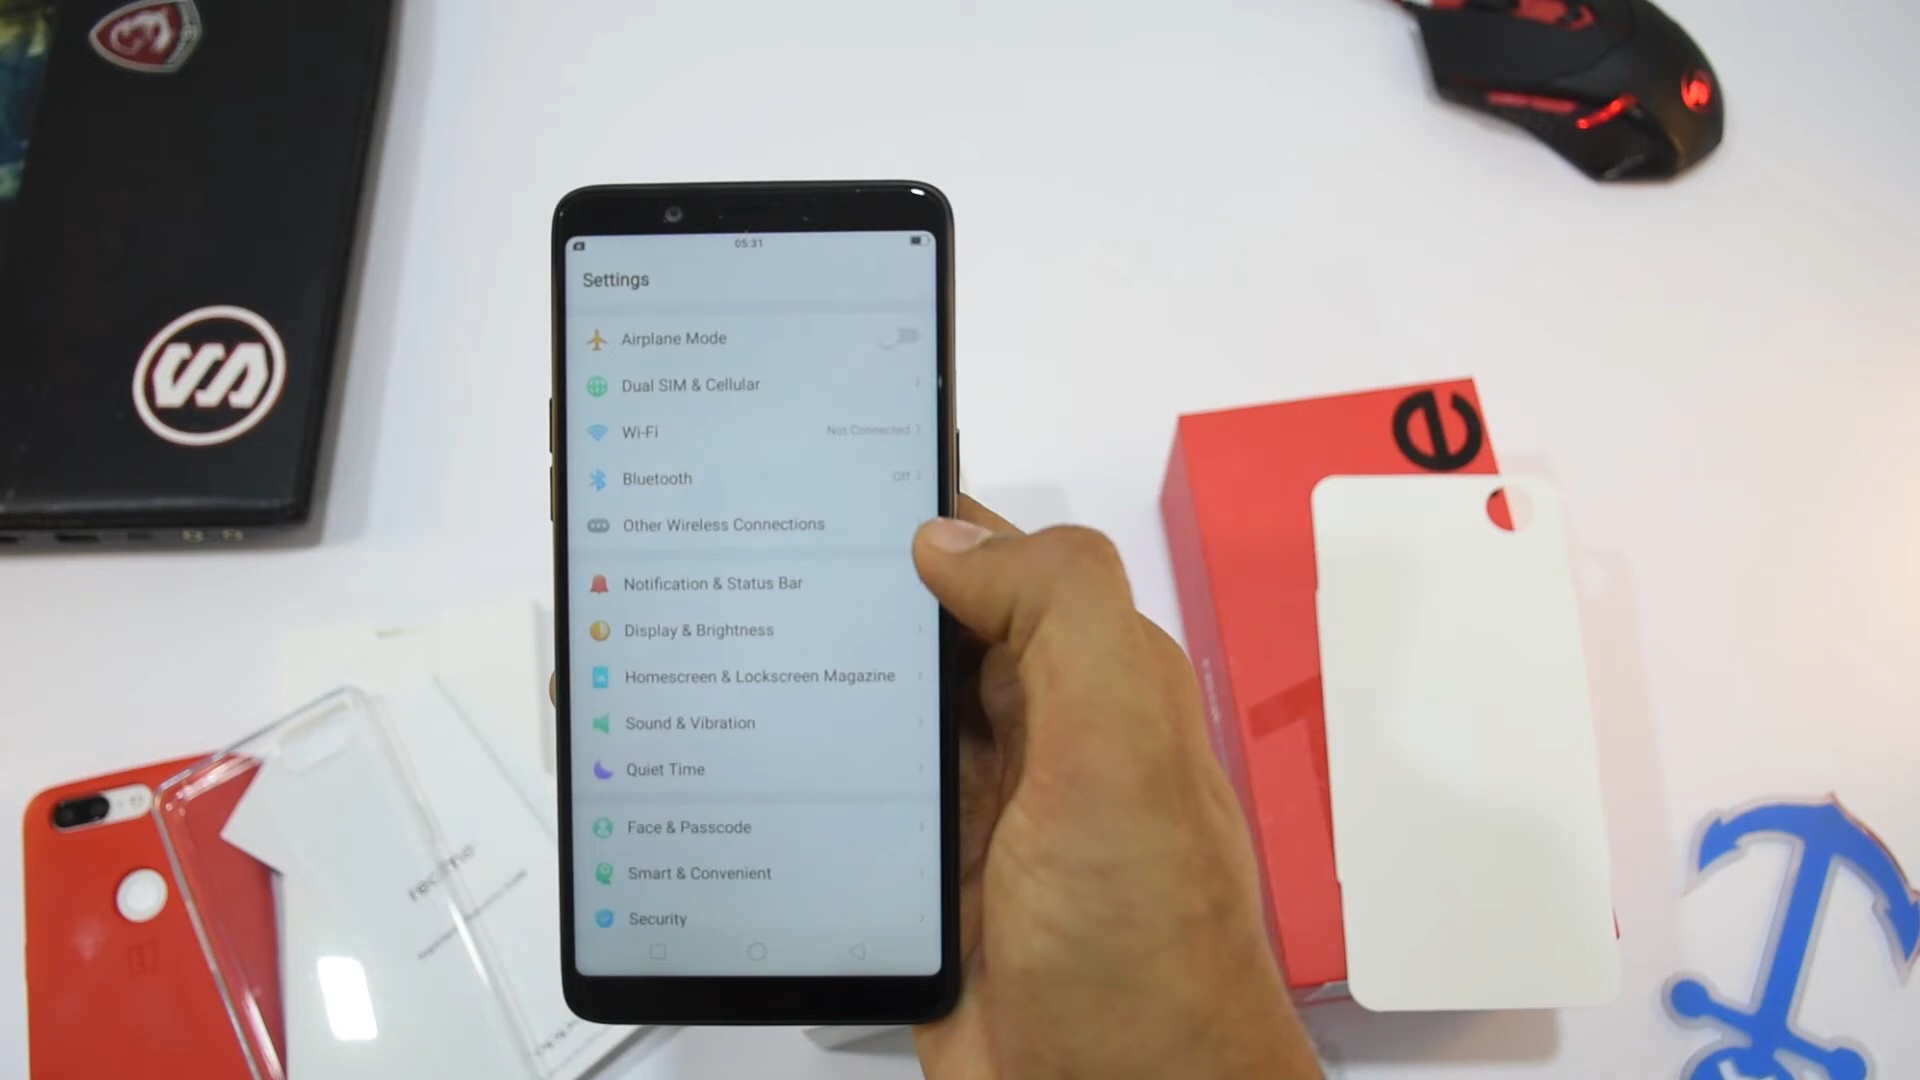 05:31
Settings
Airplane Mode
Dual SIM & Cellular
Wi-Fi Not Connected
Bluetooth Off
Other Wireless Connections
Notification & Status Bar
Display & Brightness
Homescreen & Lockscreen Magazine
Sound & Vibration
Quiet Time
Face & Passcode
Smart & Convenient
Security
e
realme